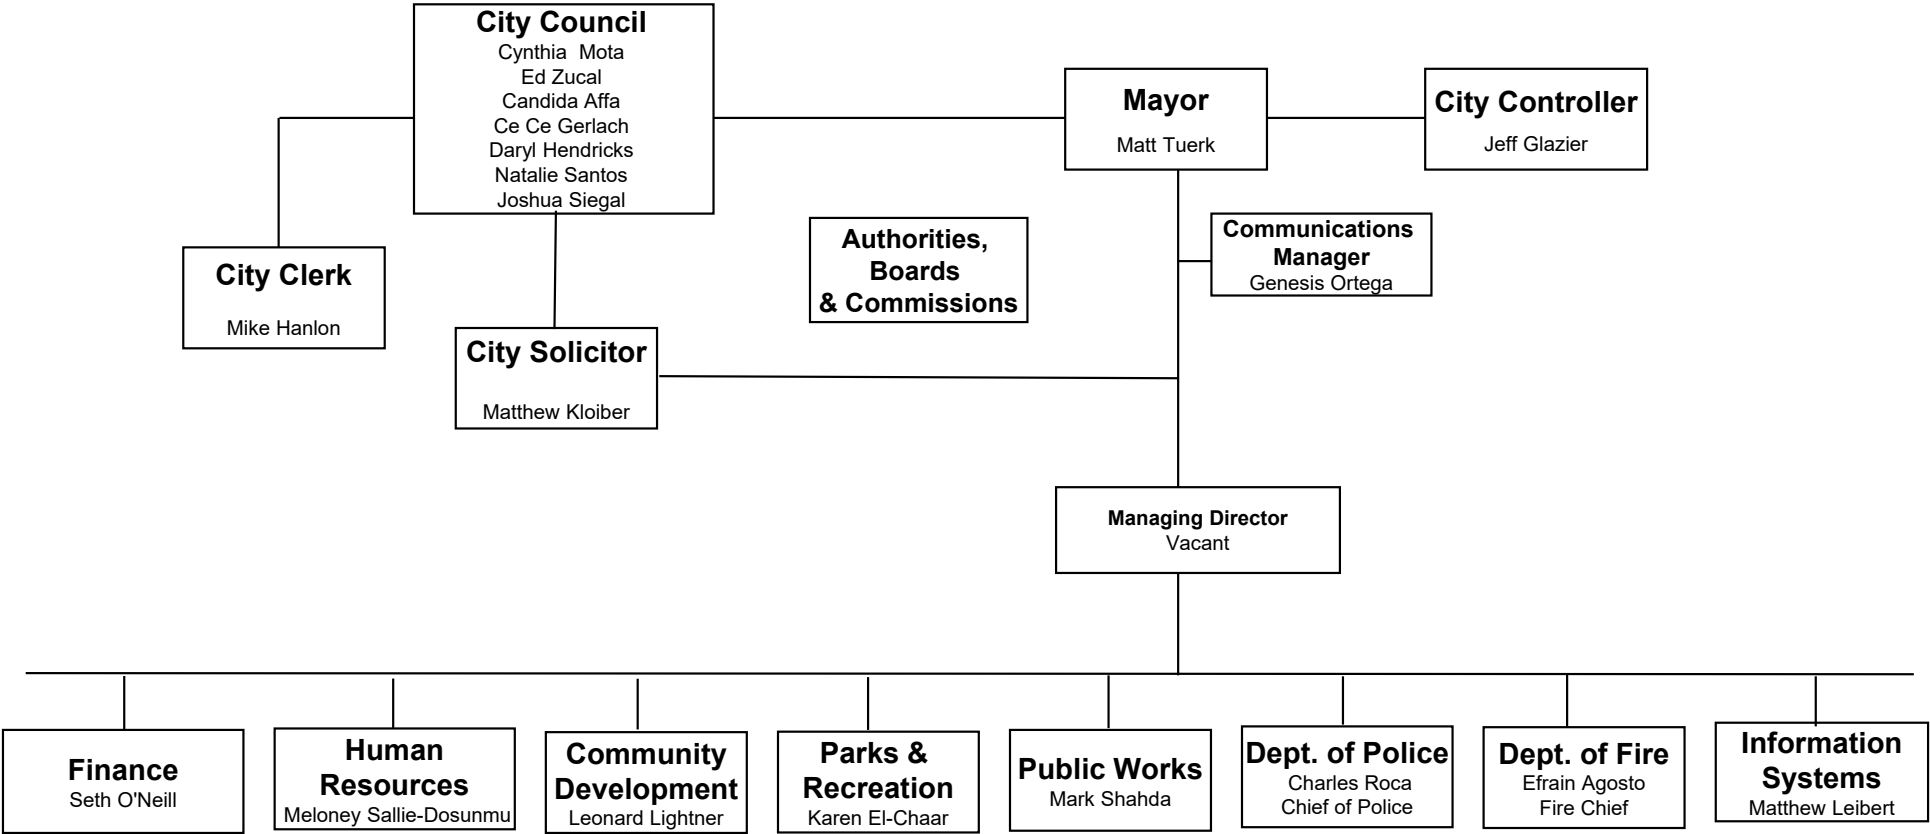 City Council
Cynthia  Mota
Ed Zucal
Candida Affa
Ce Ce Gerlach
Daryl Hendricks
Natalie Santos
Joshua Siegal
Mayor
Matt Tuerk
City Controller
Jeff Glazier
City Clerk
Mike Hanlon
Authorities,
Boards
& Commissions
Communications
Manager
Genesis Ortega
City Solicitor
Matthew Kloiber
Managing Director
Vacant
Finance
Seth O'Neill
Human
Resources
Meloney Sallie-Dosunmu
Community
Development
Leonard Lightner
Parks &
Recreation
Karen El-Chaar
Public Works
Mark Shahda
Dept. of Police
Charles Roca
Chief of Police
Dept. of Fire
Efrain Agosto
Fire Chief
Information
Systems
Matthew Leibert